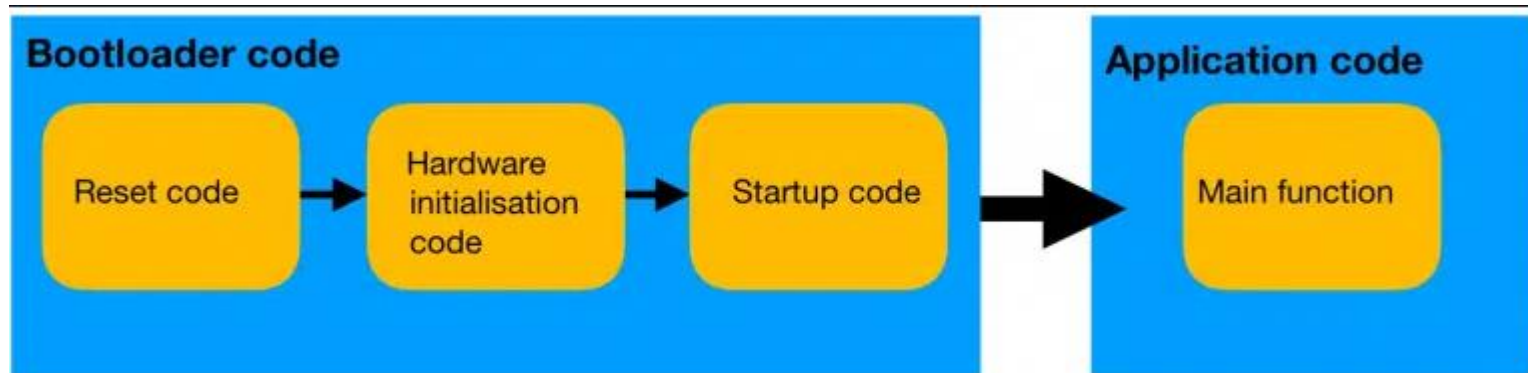 Bootloader code
Reset code
Hardware
initialisation
code
Startup code
Application code
Main function